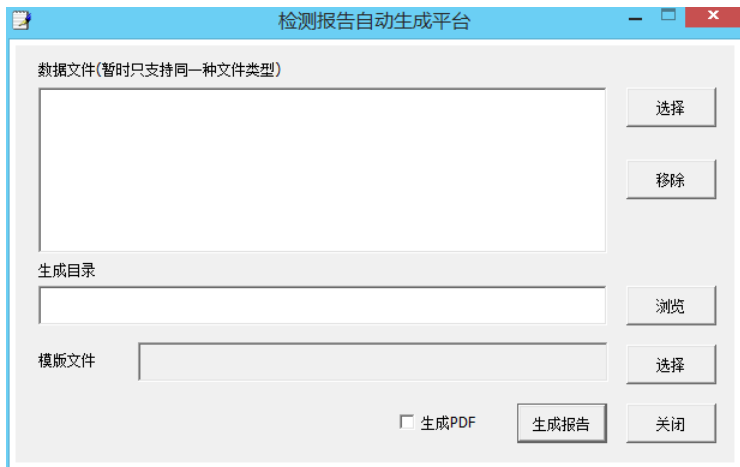 检测报告自动生成平台
数据文件(暂时只支持同一种文件类型)
选择
移除
生成目录
浏览
模版文件
选择
生成PDF
生成报告
关闭